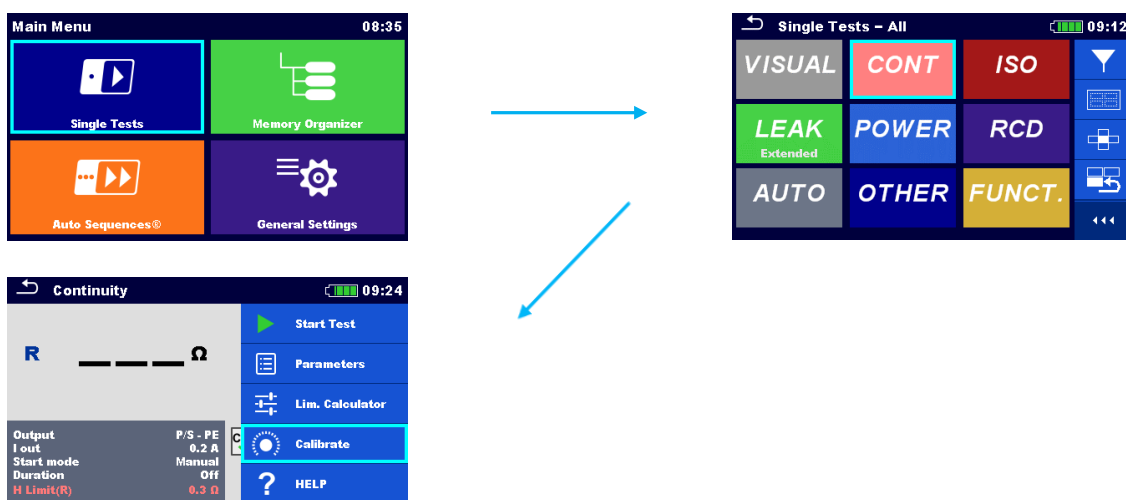 Main Menu 08:35
Single Tests
Memory Organizer
Auto Sequences®
General Settings
Single Tests – All 09:12
VISUAL CONT ISO
LEAK POWER RCD
Extended
AUTO OTHER FUNCT.
Continuity 09:24
R ___ Ω
Start Test
Parameters
Lim. Calculator
Calibrate
HELP
Output P/S - PE
I out 0.2 A
Start mode Manual
Duration Off
H Limit(R) 0.3 Ω
C